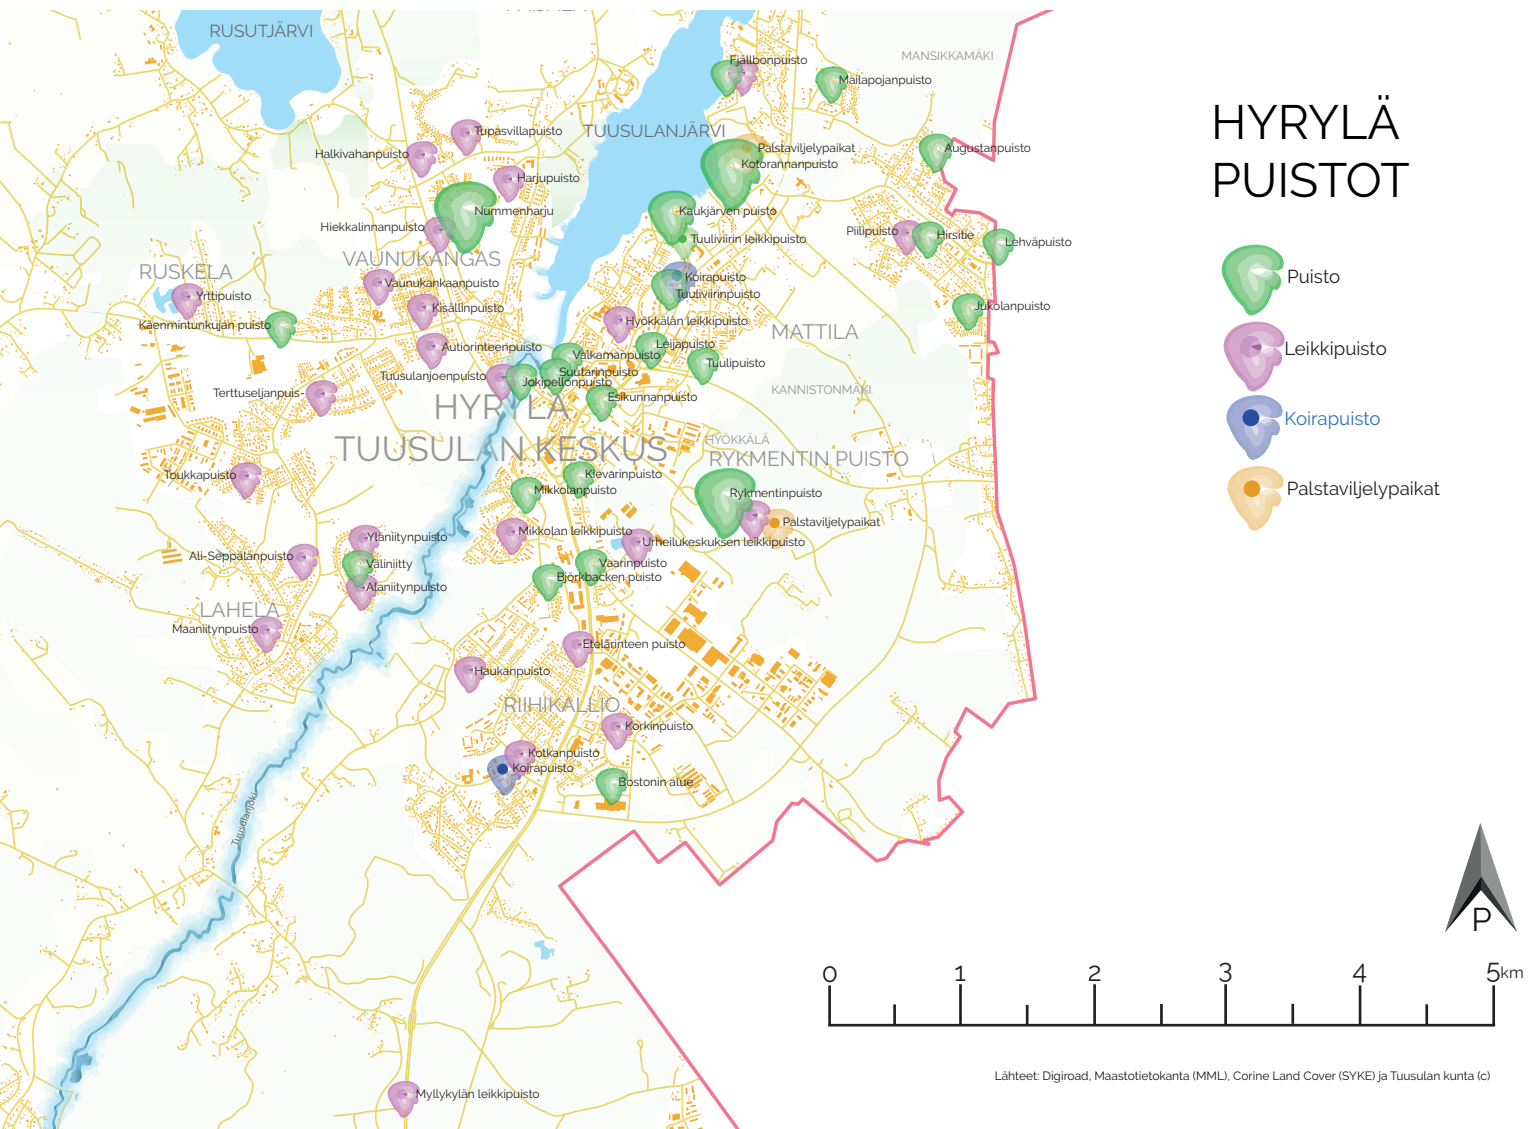 RUSUTJÄRVI
MANSIKKAMÄKI
Fjällbonpuisto
Mailapojanpuisto
HYRYLÄ
PUISTOT
Tupasvillapuisto
TUUSULANJÄRVI
Halkivahanpuisto
Palstaviljelypaikat
Augustanpuisto
Kotorannanpuisto
Harjupuisto
Nummenharju
Kaukjärven puisto
Hiekkalinnanpuisto
Tuuliviirin leikkipuisto
Piilipuisto
Hirsitie
Lehväpuisto
VAUNUKANGAS
RUSKELA
Puisto
Koirapuisto
Vaunukankaanpuisto
Yrttipuisto
Tuuliviirinpuisto
Kisällinpuisto
Jukolanpuisto
Käenmintunkujan puisto
Hyökkälän leikkipuisto
MATTILA
Autiorinteenpuisto
Leijapuisto
Leikkipuisto
Valkamanpuisto
Tuulipuisto
Tuusulanjoenpuisto
Suutarinpuisto
Jokipellonpuisto
KANNISTONMÄKI
Terttuseljanpuis-
Esikunnanpuisto
HYRYLÄ
TUUSULAN KESKUS
Koirapuisto
HYÖKKÄLÄ
RYKMENTIN PUISTO
Toukkapuisto
Klevarinpuisto
Mikkolanpuisto
Rykmentinpuisto
Palstaviljelypaikat
Palstaviljelypaikat
Mikkolan leikkipuisto
Yläniitynpuisto
Urheilukeskuksen leikkipuisto
Ali-Seppälänpuisto
Väliniitty
Vaarinpuisto
Björkbacken puisto
Alaniitynpuisto
LAHELA
Maaniitynpuisto
Etelärinteen puisto
Haukanpuisto
RIIHIKALLIO
Korkinpuisto
Kotkanpuisto
Koirapuisto
Bostonin alue
Tuusulanjoki
P
0 1 2 3 4 5km
Lähteet: Digiroad, Maastotietokanta (MML), Corine Land Cover (SYKE) ja Tuusulan kunta (c)
Myllykylän leikkipuisto